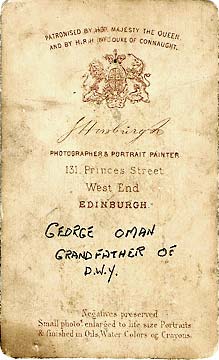 PATRONISED BY HER MAJESTY THE QUEEN.
AND BY H.R.H THE DUKE OF CONNAUGHT.
J Horsburgh
PHOTOGRAPHER & PORTRAIT PAINTER
131, Princes Street
West End
EDINBURGH.
GEORGE OMAN
GRANDFATHER OF
D.W.Y.
Negatives preserved
Small photos. enlarged to life size Portraits
& finished in Oils, Water-Colors or Crayons.